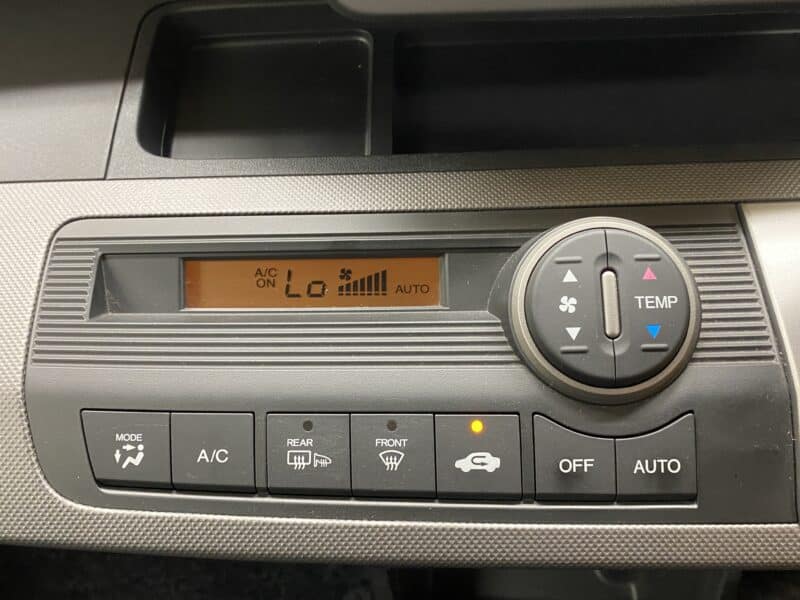 A/C
ON
Lo
AUTO
TEMP
MODE
A/C
REAR
FRONT
OFF
AUTO